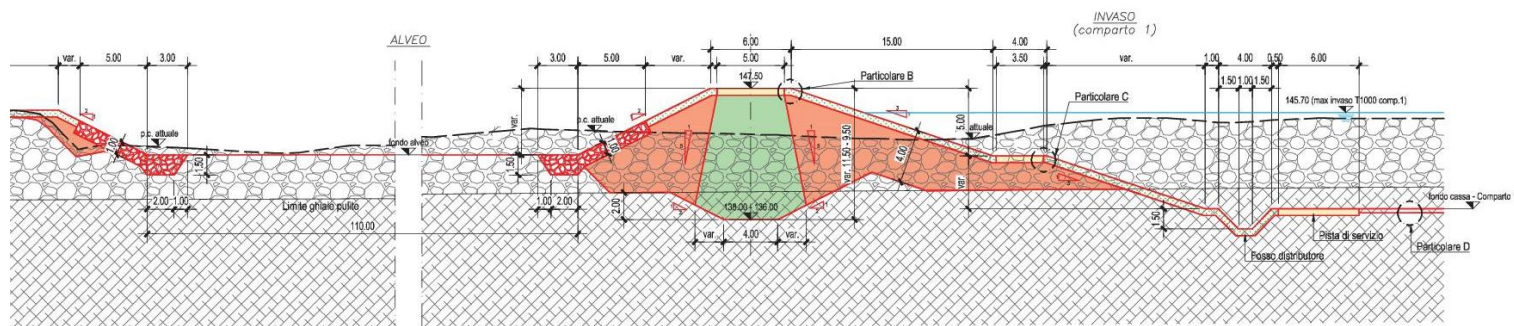 INVASO
(comparto 1)
ALVEO
6.00
15.00
4.00
var.
5.00
3.00
3.00
5.00
var.
5.00
3.50
var.
1.00
4.00
0.50
6.00
1.50
1.00
1.50
147.50
Particolare B
Particolare C
145.70 (max invaso T1000 comp.1)
p.c. attuale
fondo alveo
p.c. attuale
attuale
5.00
var.
var.
4.00
var. 11.50 - 9.50
1.50
1.50
2.00
1.00
1.00
2.00
2.00
138.00 ÷ 136.00
Limite ghiaie pulite
110.00
var.
4.00
var.
1.50
fondo cassa - Comparto
Pista di servizio
Fosso distributore
Particolare D